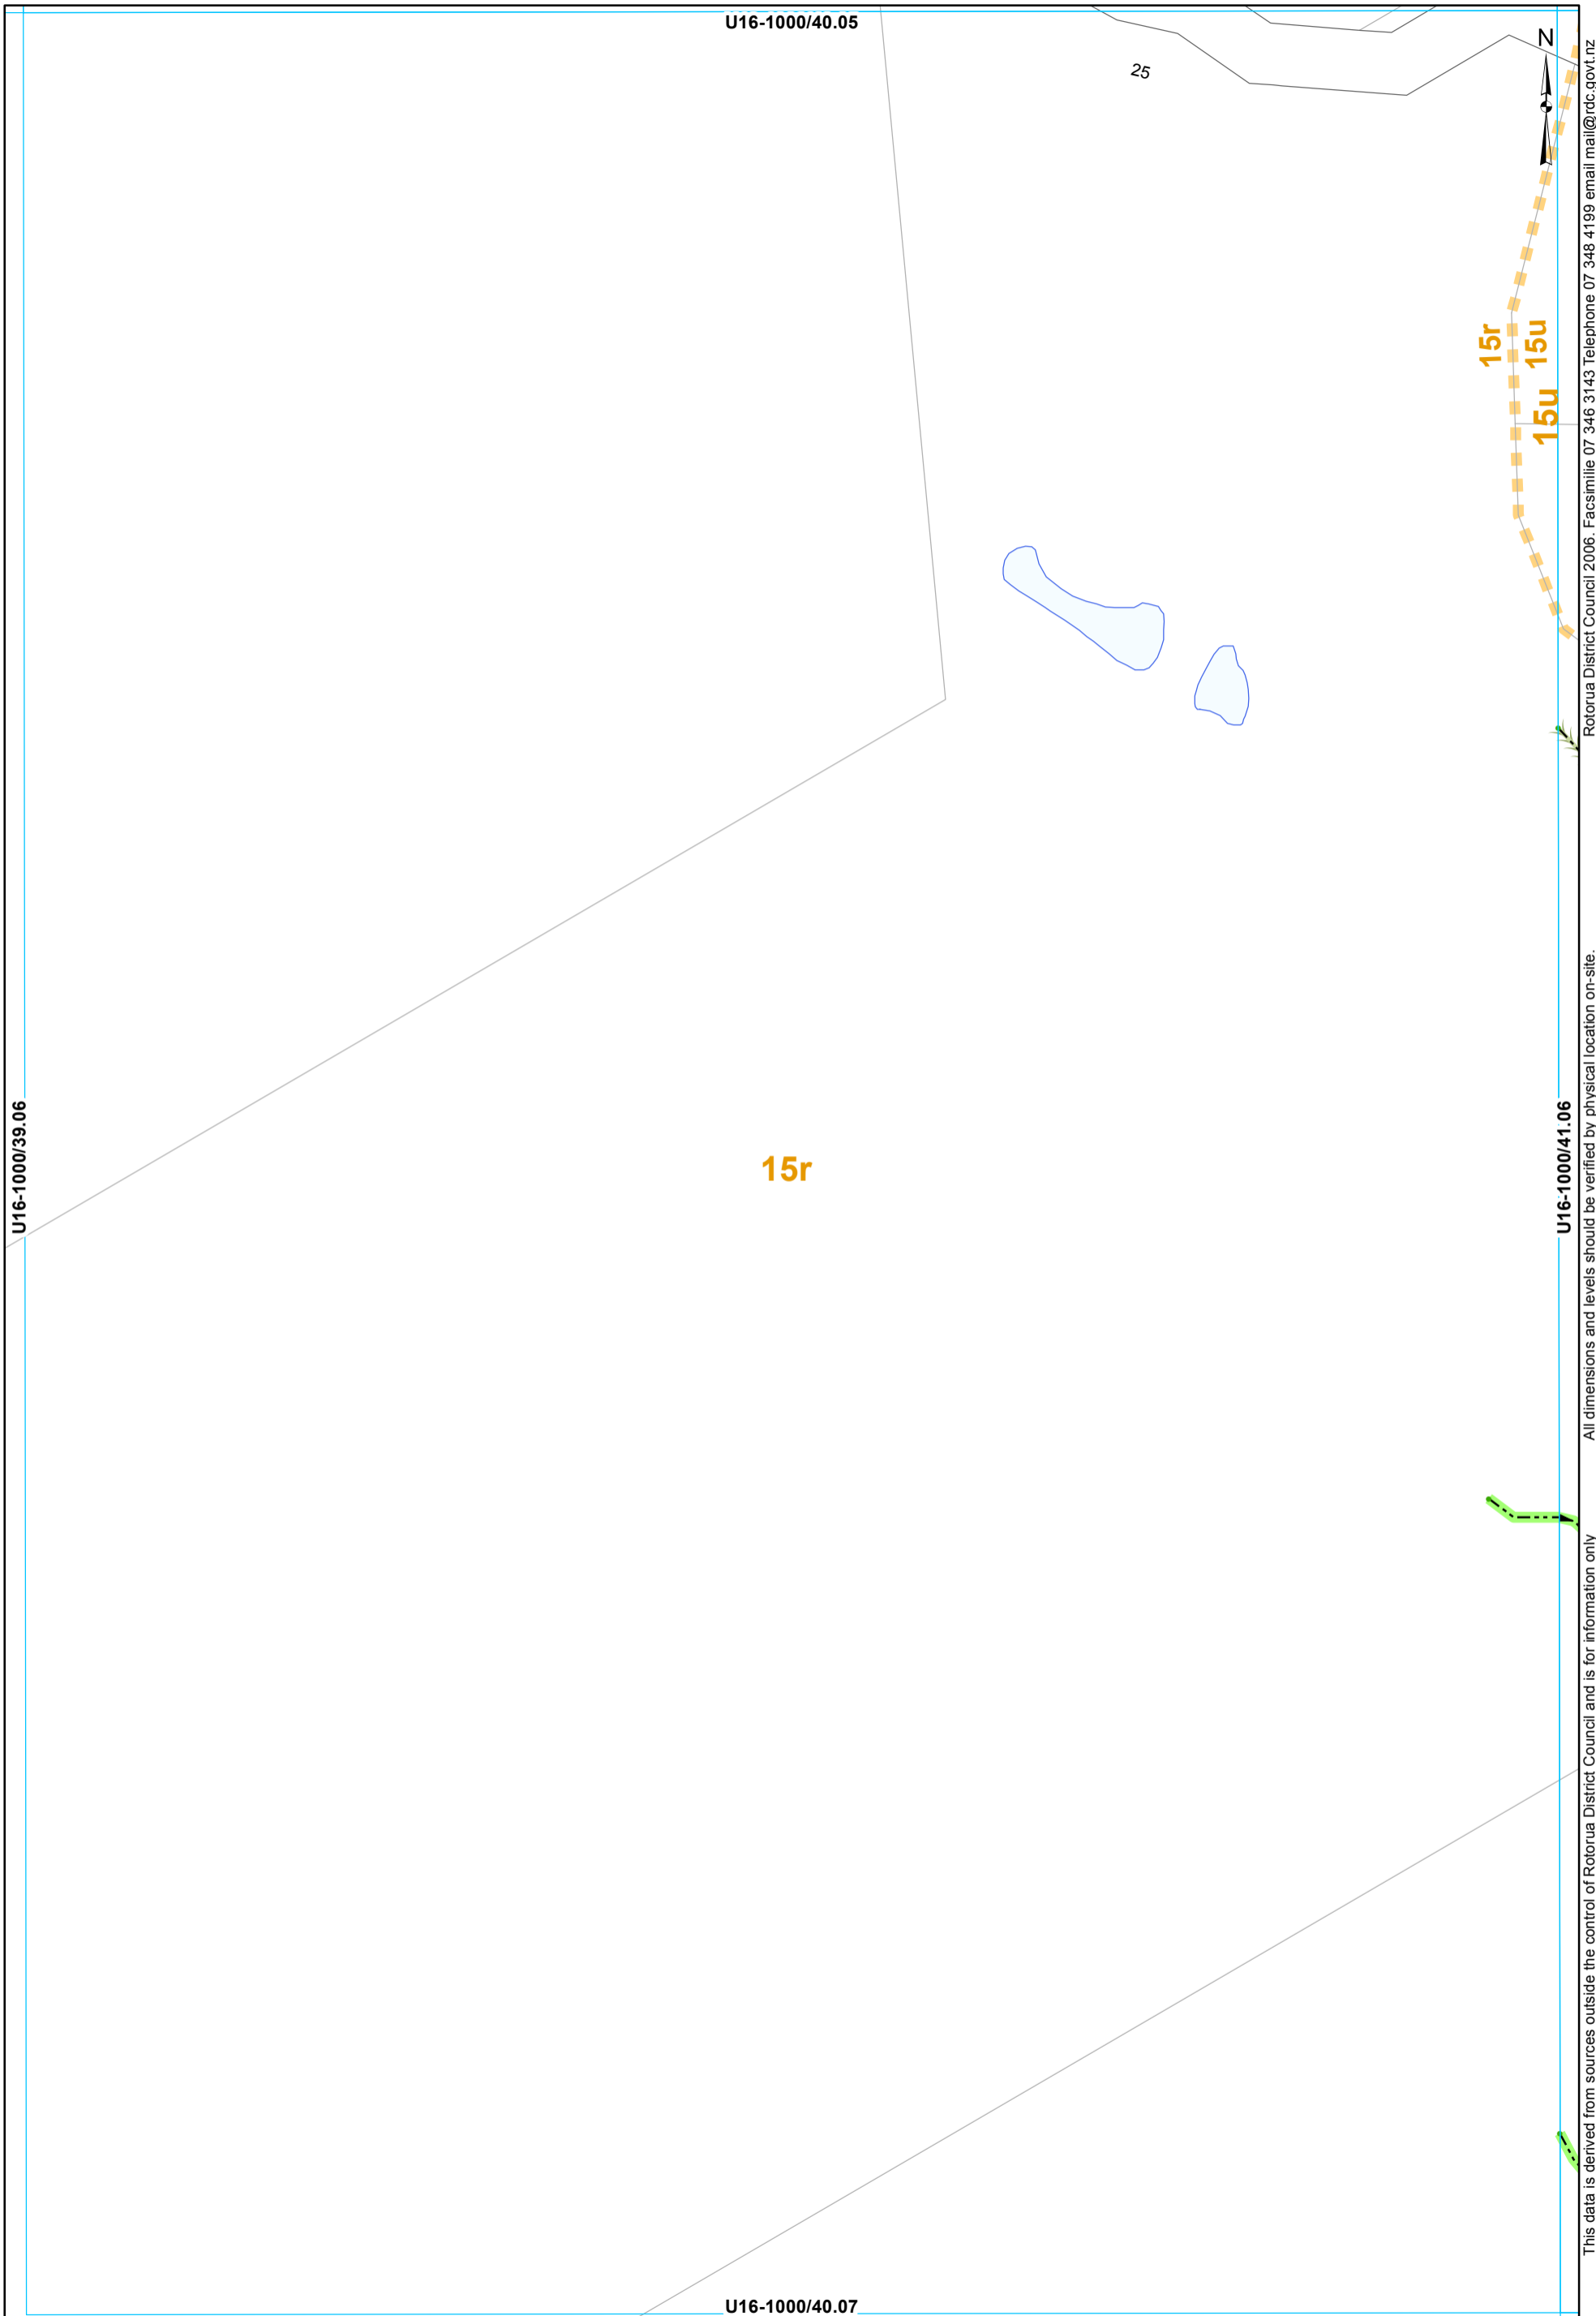 U16-1000/40.05
25
N
15r
15u
15u
U16-1000/39.06
15r
U16-1000/41.06
U16-1000/40.07
This data is derived from sources outside the control of Rotorua District Council and is for information only
All dimensions and levels should be verified by physical location on-site.
Rotorua District Council 2006. Facsimilie 07 346 3143 Telephone 07 348 4199 email mail@rdc.govt.nz